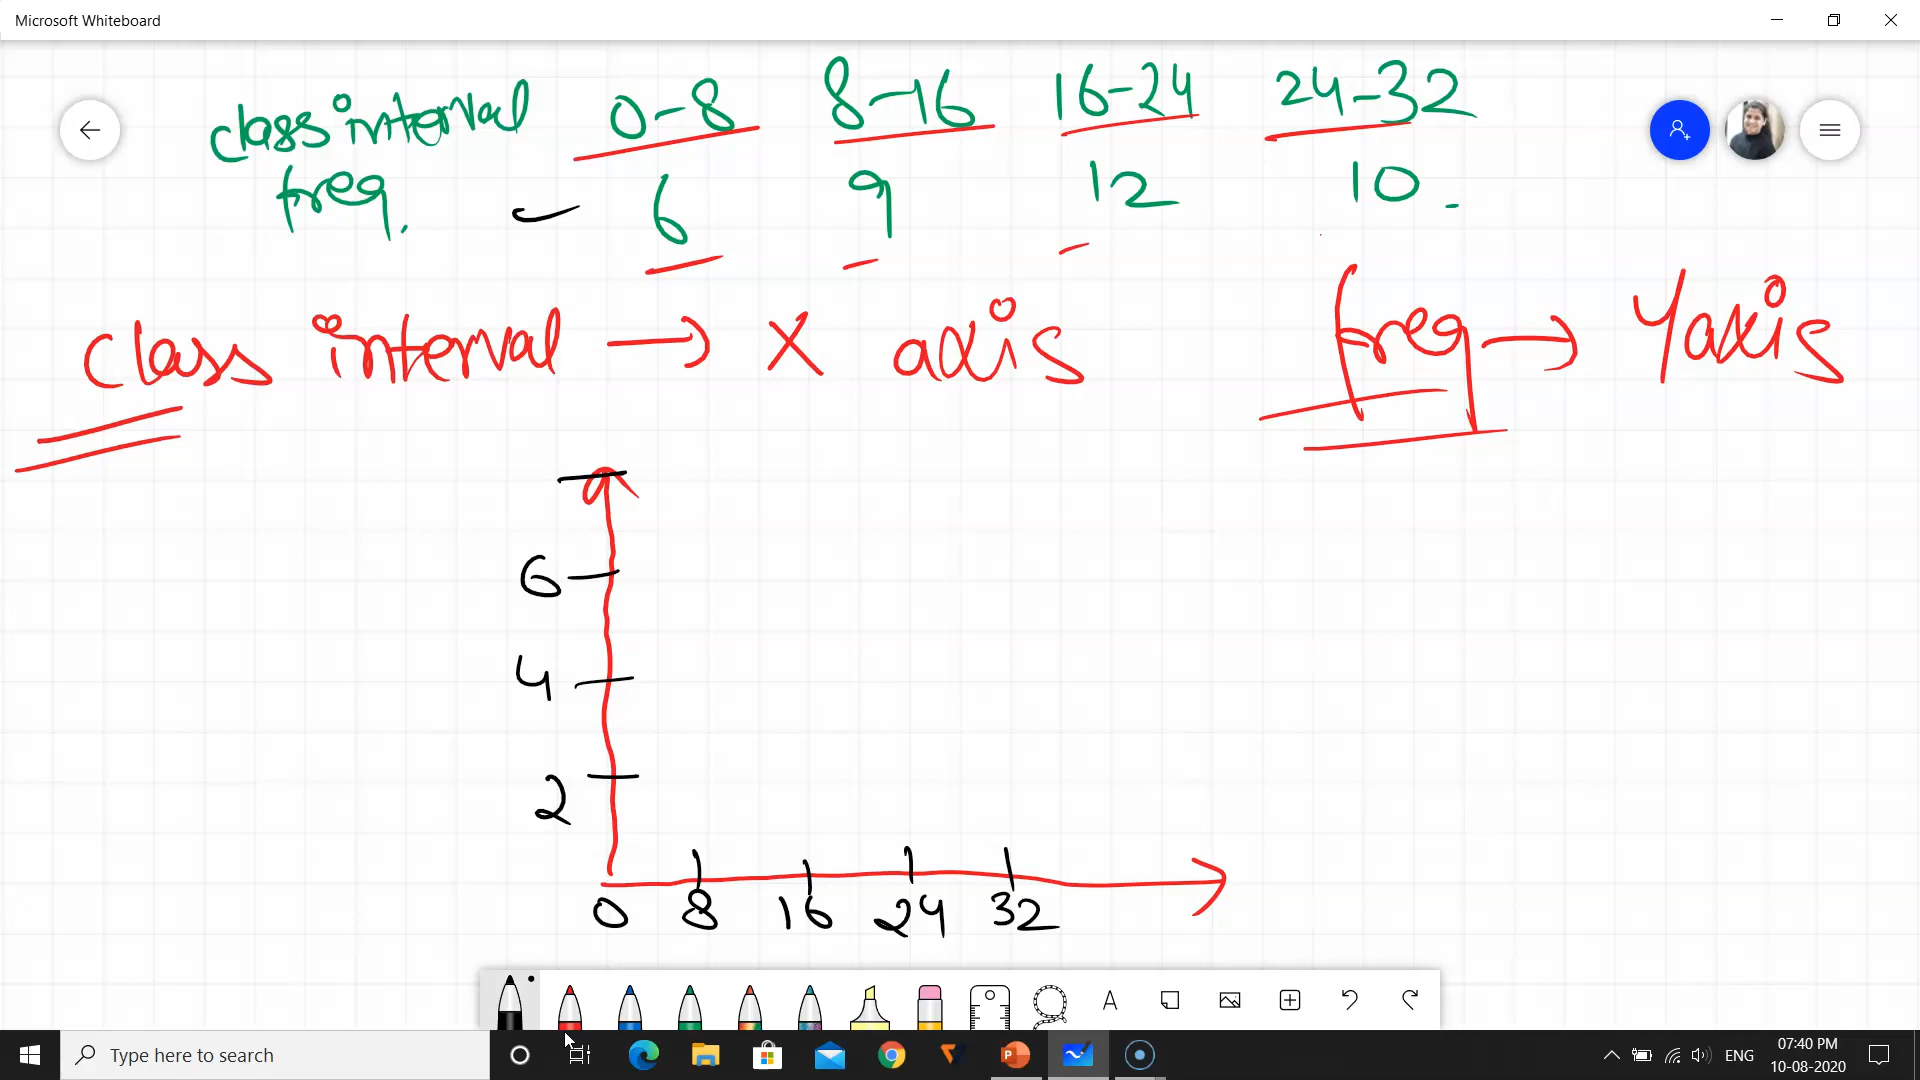 Microsoft Whiteboard
class interval 0-8 8-16 16-24 24-32
freq. 6 9 12 10
class interval → X axis freq → Y axis
6
4
2
0 8 16 24 32
A
Type here to search
ENG
07:40 PM
10-08-2020